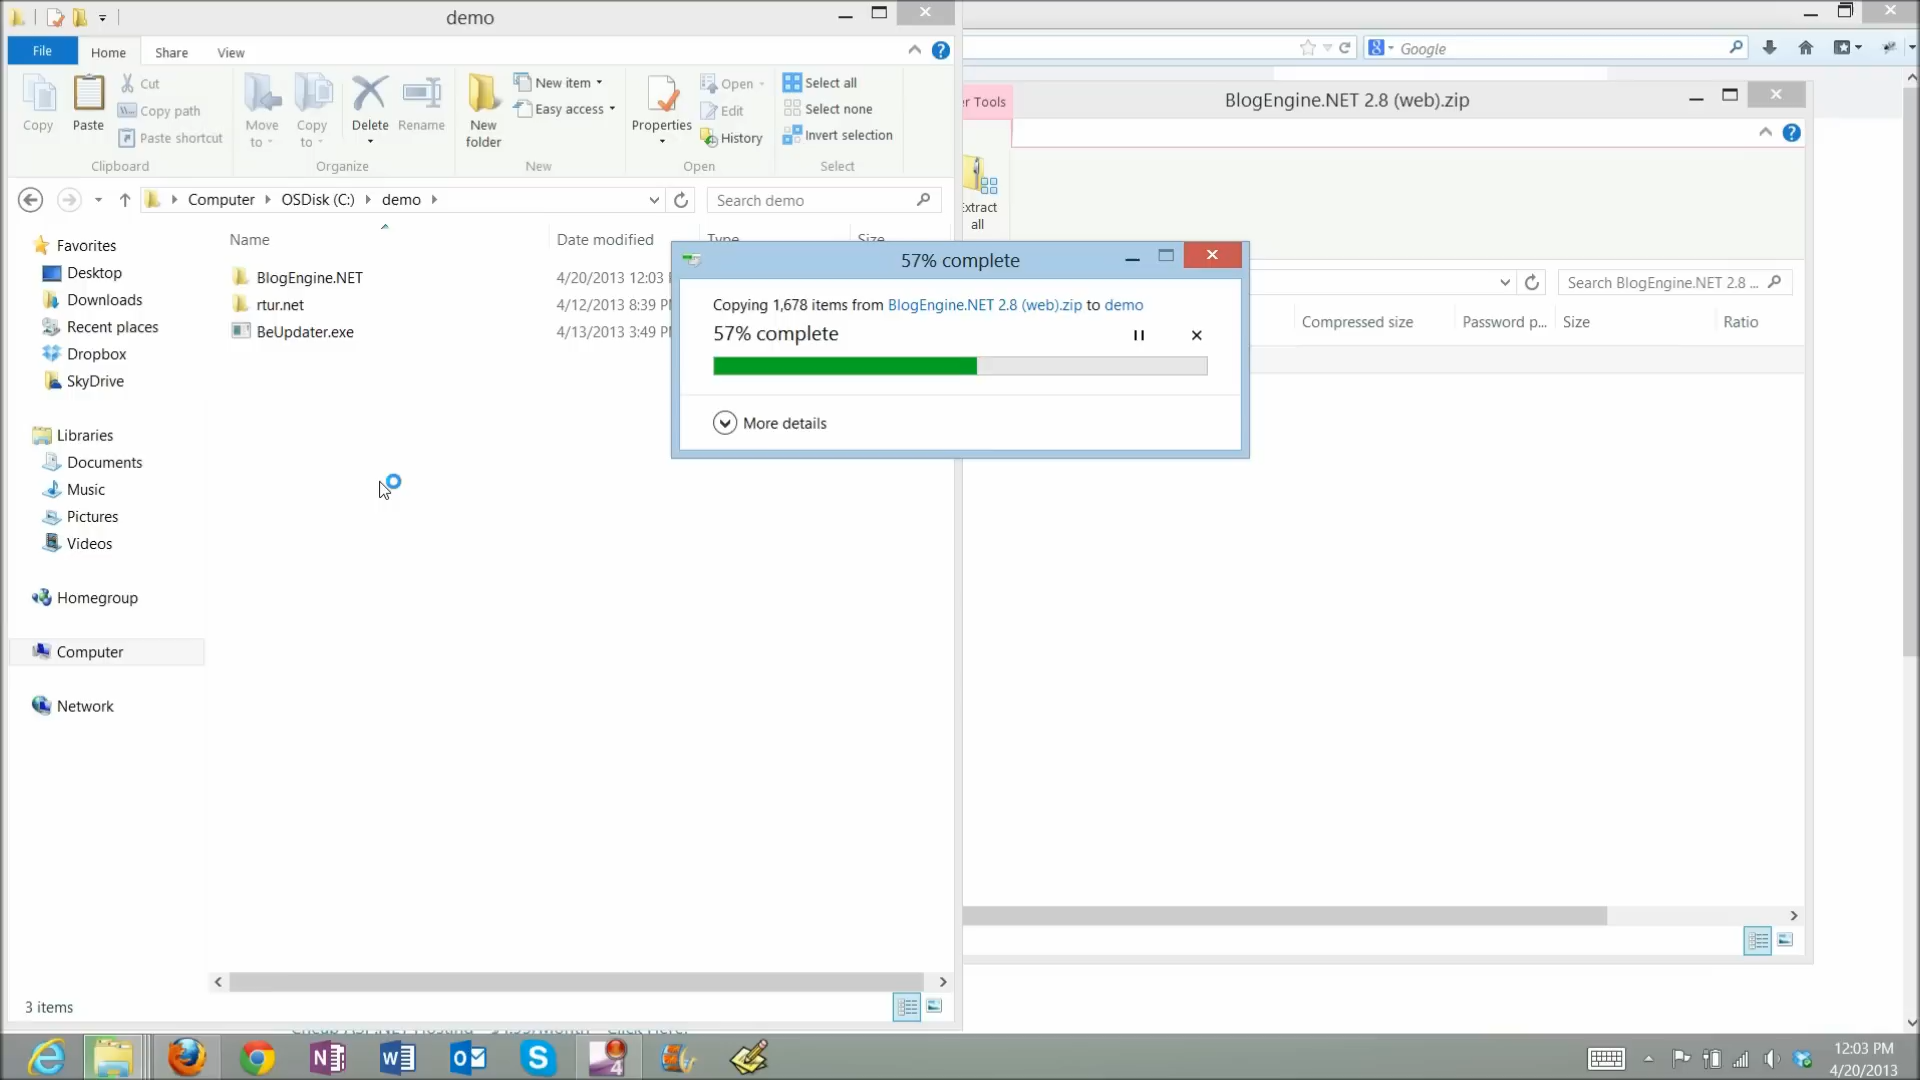 demo
File
Home
Share
View
Copy
Paste
Cut
Copy path
Paste shortcut
Clipboard
Move to
Copy to
Delete
Rename
Organize
New folder
New item
Easy access
New
Properties
Open
Edit
History
Open
Select all
Select none
Invert selection
Select
Computer
OSDisk (C:)
demo
Search demo
Name
Date modified
Type
Size
BlogEngine.NET
4/20/2013 12:03
rtur.net
4/12/2013 8:39
BeUpdater.exe
4/13/2013 3:49
Favorites
Desktop
Downloads
Recent places
Dropbox
SkyDrive
Libraries
Documents
Music
Pictures
Videos
Homegroup
Computer
Network
3 items
57% complete
Copying 1,678 items from BlogEngine.NET 2.8 (web).zip to demo
57% complete
More details
Google
Tools
BlogEngine.NET 2.8 (web).zip
all
Search BlogEngine.NET 2.8 ...
Compressed size
Password p...
Size
Ratio
12:03 PM
4/20/2013